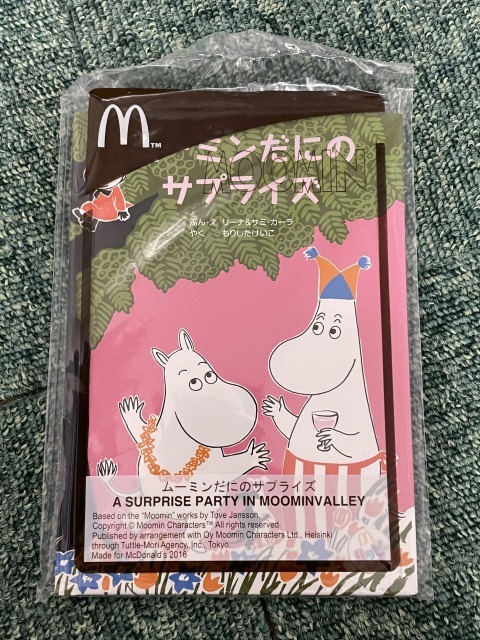 M™
ミンだにの
MOOMIN
サプライズ
ぶん・え リーナ&サミ・カーラ
やく もりしたけいこ
ムーミンだにのサプライズ
A SURPRISE PARTY IN MOOMINVALLEY
Based on the "Moomin" works by Tove Jansson.
Copyright © Moomin Characters™ All rights reserved.
Published by arrangement with Oy Moomin Characters Ltd., Helsinki
through Tuttle-Mori Agency, Inc., Tokyo.
Made for McDonald's 2016